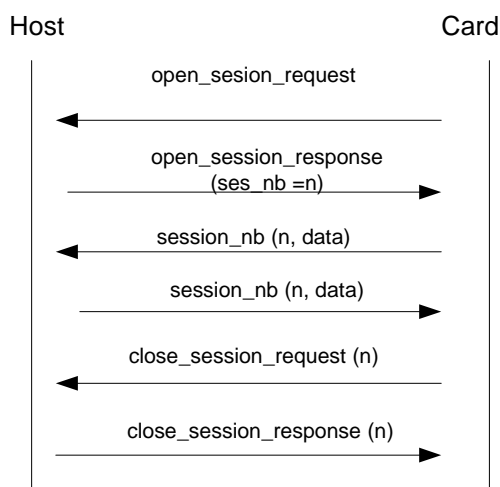 Host
Card
open_sesion_request
open_session_response
(ses_nb =n)
session_nb (n, data)
session_nb (n, data)
close_session_request (n)
close_session_response (n)